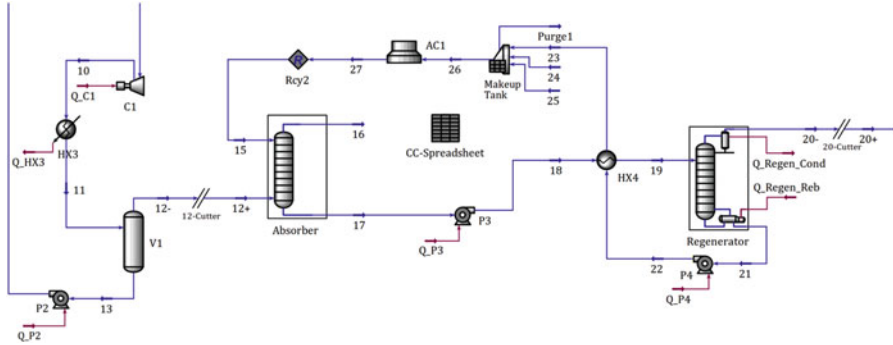 Purge1
AC1
10
23
Rcy2
27
26
24
Makeup
Tank
25
Q_C1
C1
HX3
15
16
CC-Spreadsheet
20-
20-Cutter
20+
Q_HX3
18
HX4
19
Q_Regen_Cond
11
Q_Regen_Reb
12-
12-Cutter
12+
17
P3
Absorber
Regenerator
V1
Q_P3
22
P4
21
P2
13
Q_P4
Q_P2